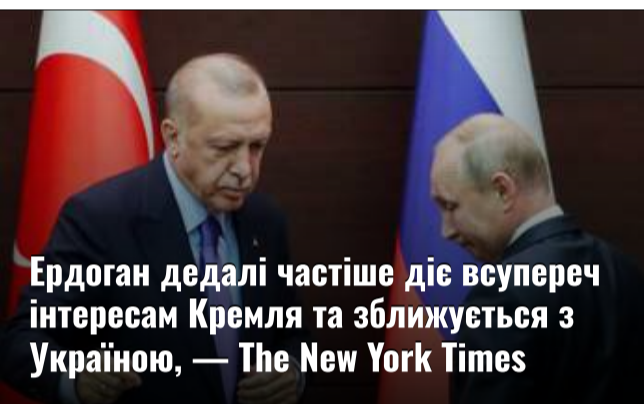 Ердоган дедалі частіше діє всупереч
інтересам Кремля та зближується з
Україною, — The New York Times